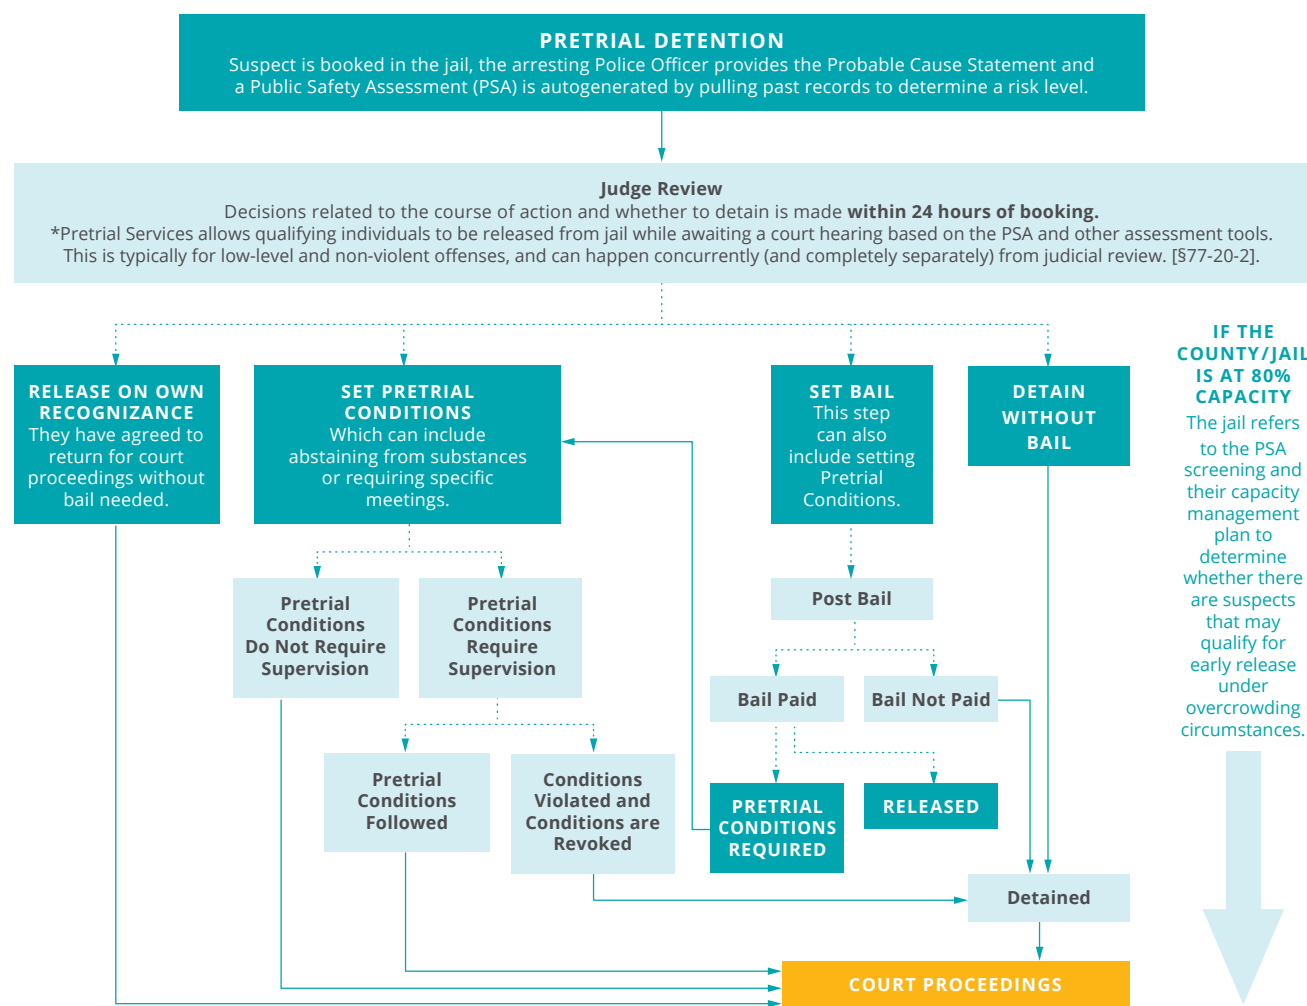 PRETRIAL DETENTION
Suspect is booked in the jail, the arresting Police Officer provides the Probable Cause Statement and
a Public Safety Assessment (PSA) is autogenerated by pulling past records to determine a risk level.
Judge Review
Decisions related to the course of action and whether to detain is made within 24 hours of booking.
*Pretrial Services allows qualifying individuals to be released from jail while awaiting a court hearing based on the PSA and other assessment tools.
This is typically for low-level and non-violent offenses, and can happen concurrently (and completely separately) from judicial review. [§77-20-2].
RELEASE ON OWN
RECOGNIZANCE
They have agreed to
return for court
proceedings without
bail needed.
SET PRETRIAL
CONDITIONS
Which can include
abstaining from substances
or requiring specific
meetings.
SET BAIL
This step
can also
include setting
Pretrial
Conditions.
DETAIN
WITHOUT
BAIL
IF THE
COUNTY/JAIL
IS AT 80%
CAPACITY
The jail refers
to the PSA
screening and
their capacity
management
plan to
determine
whether there
are suspects
that may
qualify for
early release
under
overcrowding
circumstances.
Pretrial
Conditions
Do Not Require
Supervision
Pretrial
Conditions
Require
Supervision
Post Bail
Bail Paid
Bail Not Paid
Pretrial
Conditions
Followed
Conditions
Violated and
Conditions are
Revoked
PRETRIAL
CONDITIONS
REQUIRED
RELEASED
Detained
COURT PROCEEDINGS